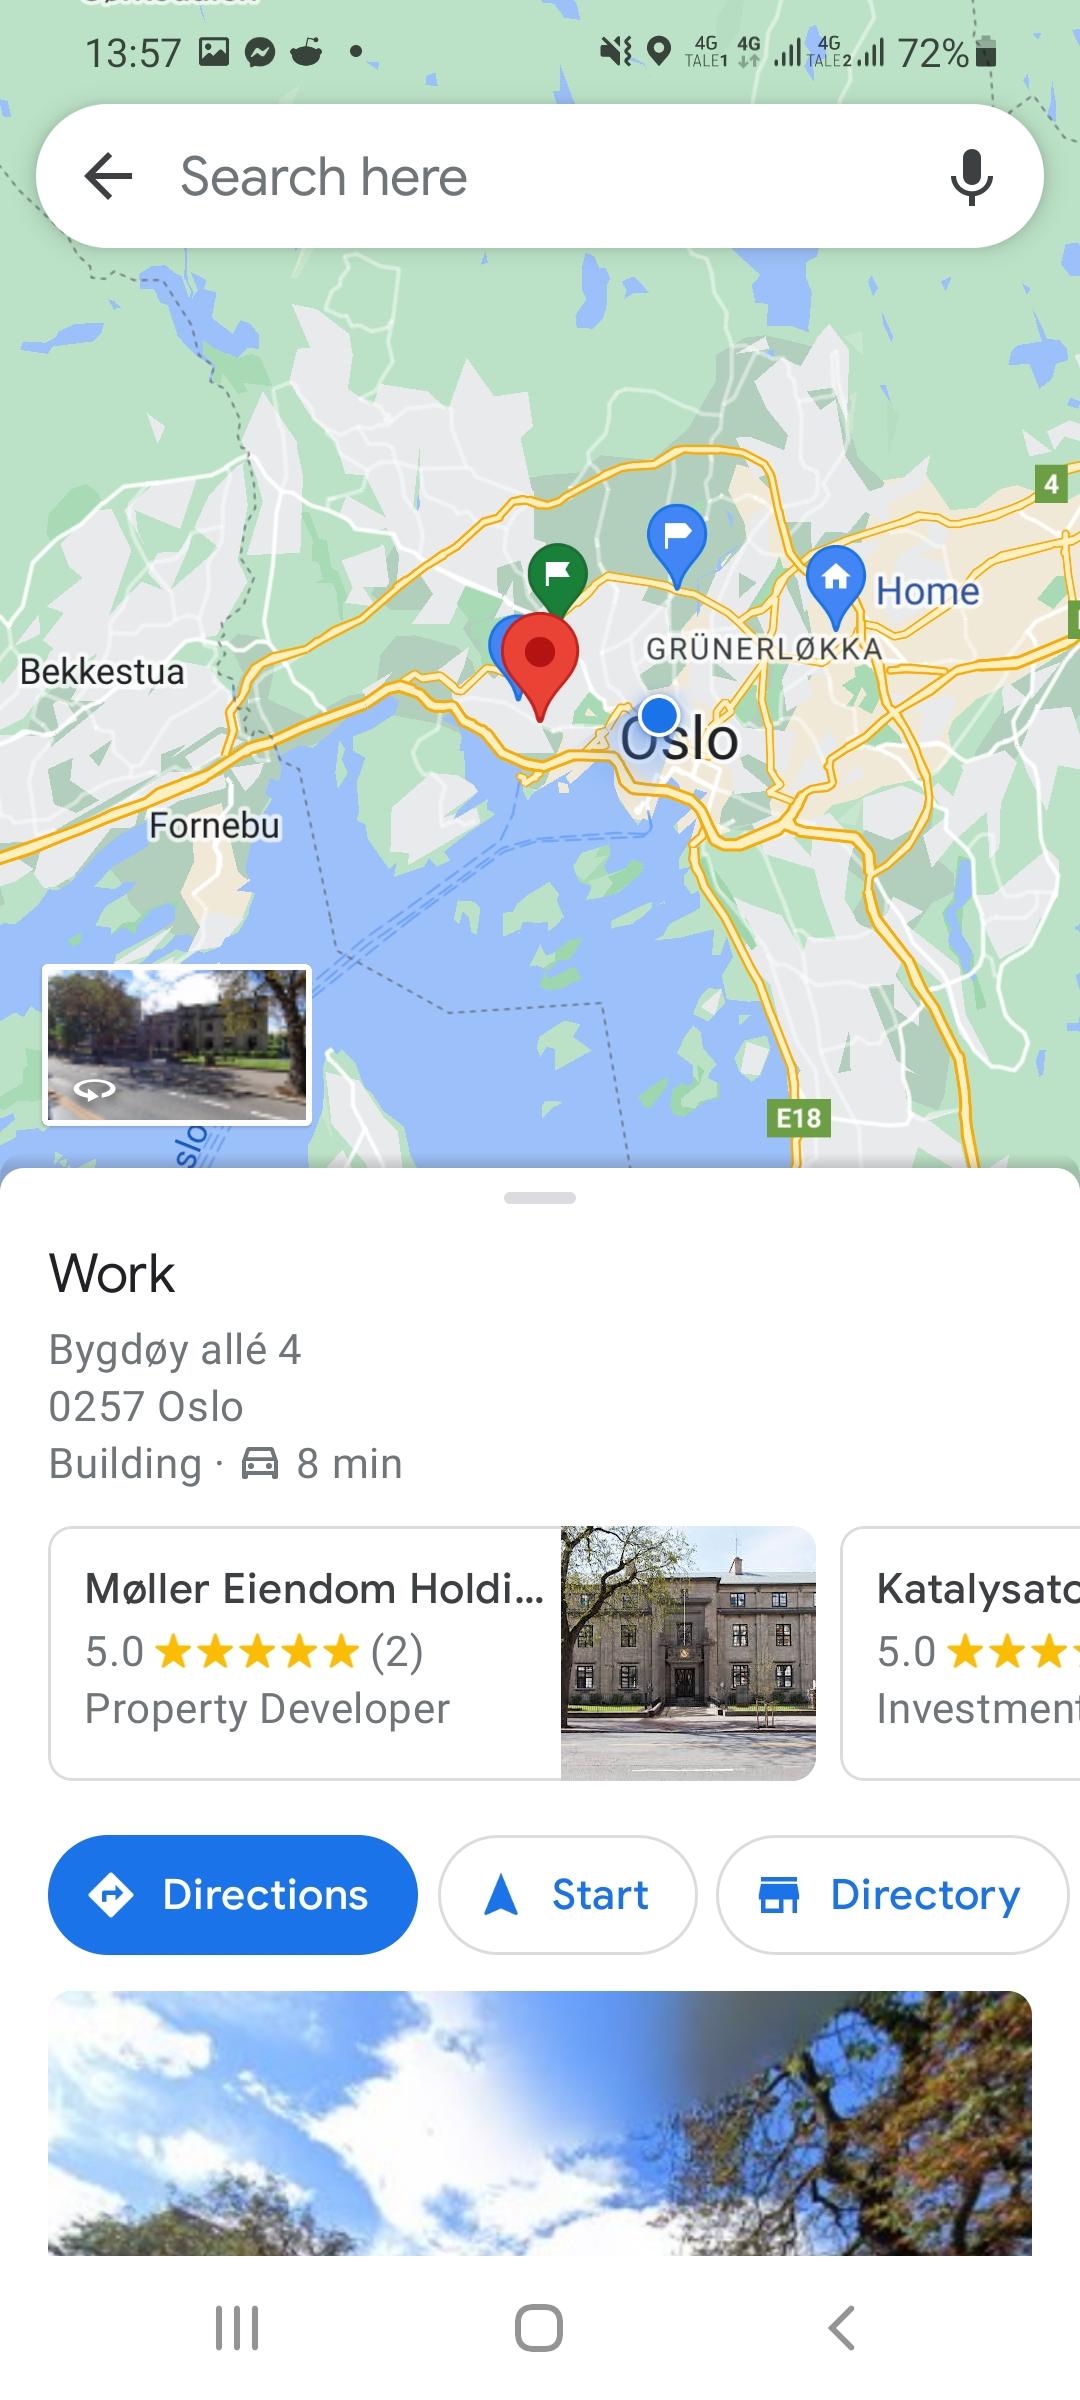 13:57
4G TALE1 4G 4G TALE2 72%
Search here
4
Home
GRÜNERLØKKA
Bekkestua
Oslo
Fornebu
E18
slo
Work
Bygdøy allé 4
0257 Oslo
Building · 8 min
Møller Eiendom Holdi...
5.0 (2)
Property Developer
Katalysato
5.0
Investment
Directions
Start
Directory